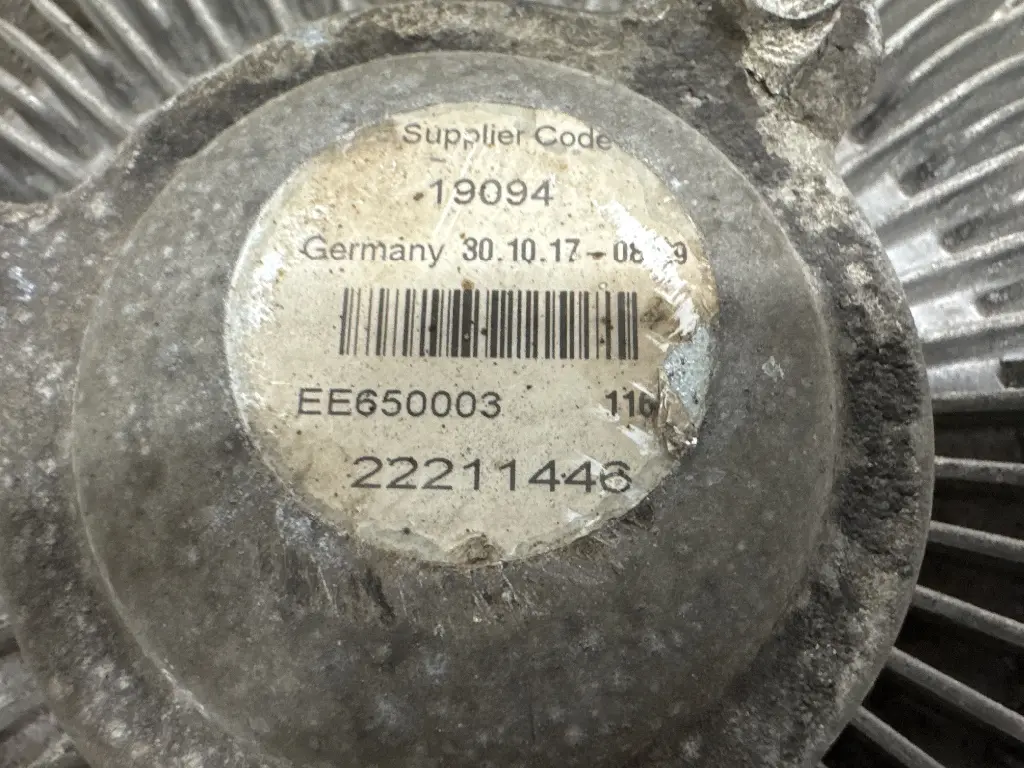 Supplier Code
19094
Germany 30.10.17-
EE650003
22211446